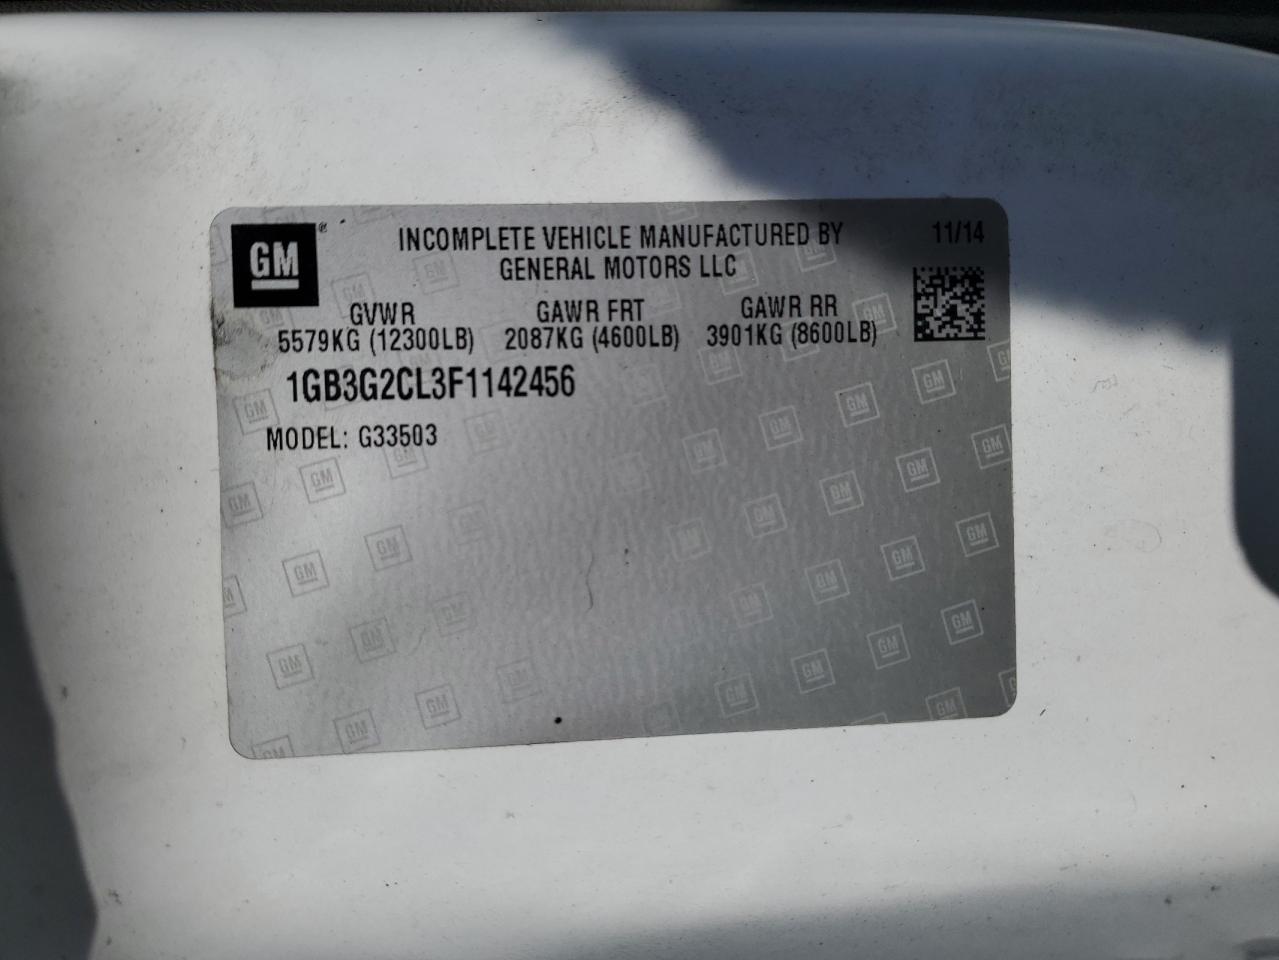 GM ®
INCOMPLETE VEHICLE MANUFACTURED BY
GENERAL MOTORS LLC
11/14
GVWR GAWR FRT GAWR RR
5579KG (12300LB) 2087KG (4600LB) 3901KG (8600LB)
1GB3G2CL3F1142456
MODEL: G33503